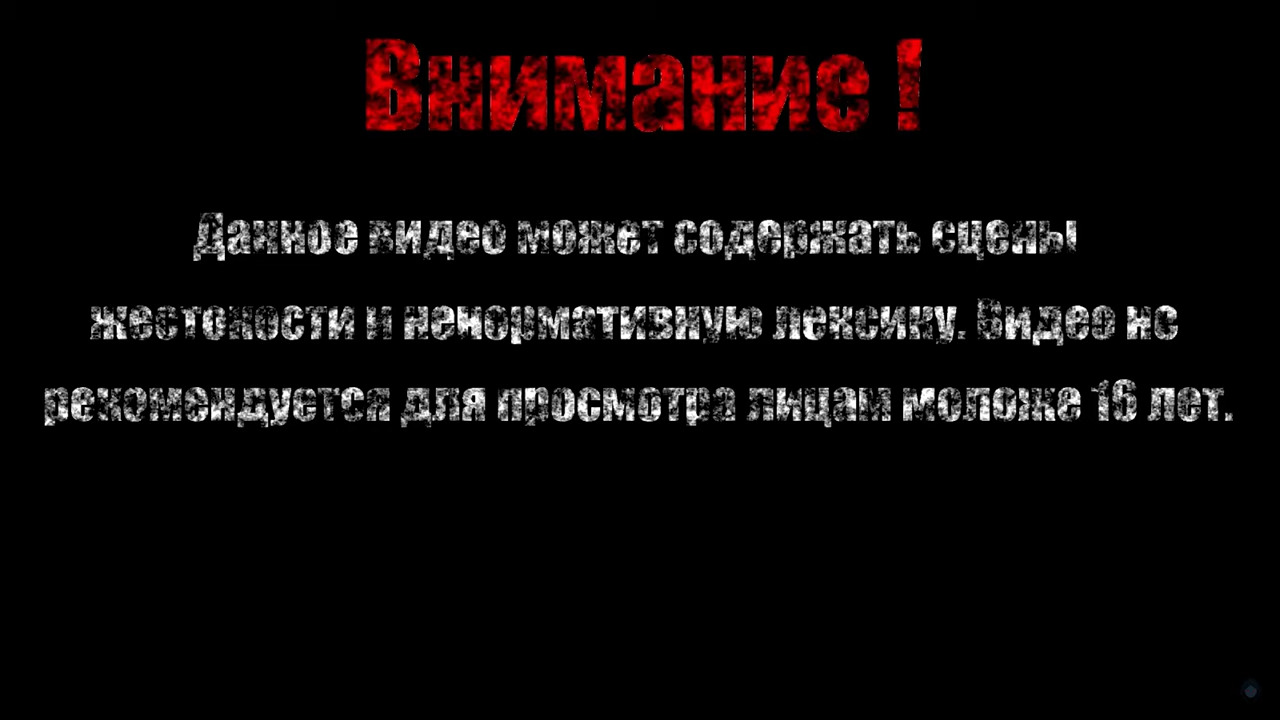 Внимание !
Данное видео может содержать сцены
жестокости и ненормативную лексику. Видео не
рекомендуется для просмотра лицам моложе 16 лет.